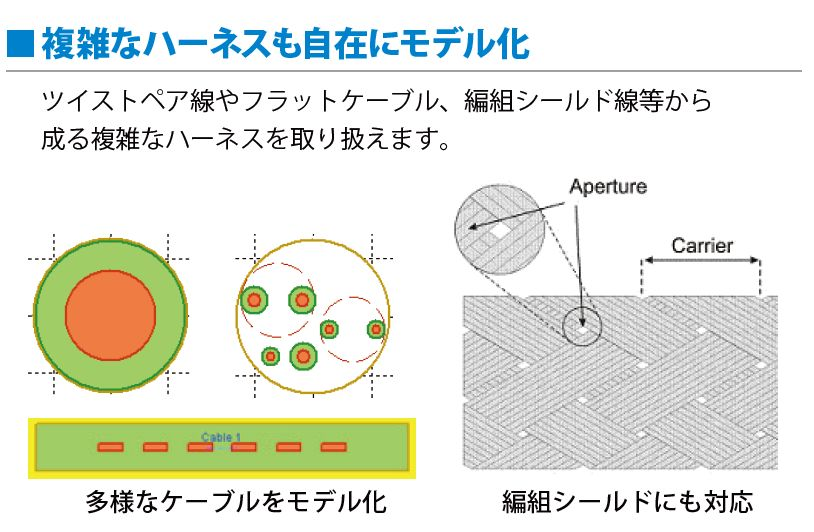 ■複雑なハーネスも自在にモデル化
ツイストペア線やフラットケーブル、編組シールド線等から
成る複雑なハーネスを取り扱えます。
Aperture
Carrier
Cable 1
多様なケーブルをモデル化
編組シールドにも対応